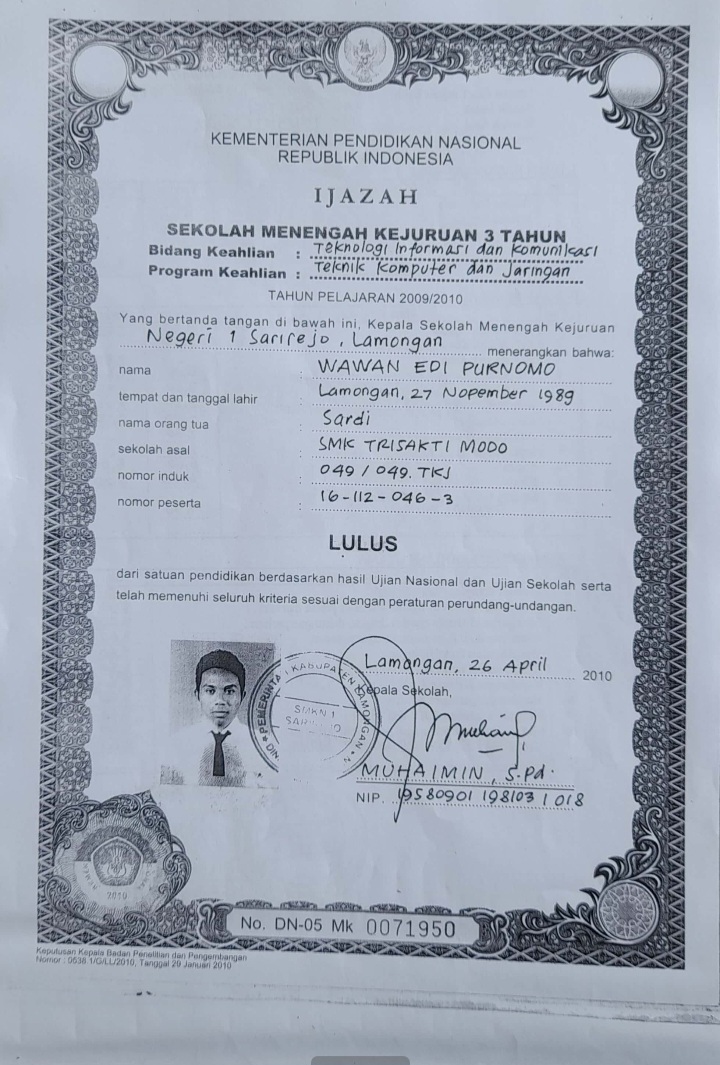 KEMENTERIAN PENDIDIKAN NASIONAL
REPUBLIK INDONESIA
IJAZAH
SEKOLAH MENENGAH KEJURUAN 3 TAHUN
Bidang Keahlian : Teknologi Informasi dan Komunikasi
Program Keahlian : Teknik Komputer dan Jaringan
TAHUN PELAJARAN 2009/2010
Yang bertanda tangan di bawah ini, Kepala Sekolah Menengah Kejuruan
Negeri 1 Sarirejo, Lamongan menerangkan bahwa:
nama : WAWAN EDI PURNOMO
tempat dan tanggal lahir : Lamongan, 27 Nopember 1989
nama orang tua : Sardi
sekolah asal : SMK TRISAKTI MODO
nomor induk : 049 / 049. TKJ
nomor peserta : 16-112-046-3
LULUS
dari satuan pendidikan berdasarkan hasil Ujian Nasional dan Ujian Sekolah serta
telah memenuhi seluruh kriteria sesuai dengan peraturan perundang-undangan.
Lamongan, 26 April 2010
Kepala Sekolah,
PEMERINTA KABUPATEN LAMONGAN
SMKN 1
MUHAIMIN, S.Pd.
NIP. 19580901 198103 1 018
2010
No. DN-05 Mk 0071950
Keputusan Kepala Badan Penelitian dan Pengembangan
Nomor : 0638.1/G/LL/2010, Tanggal 29 Januari 2010